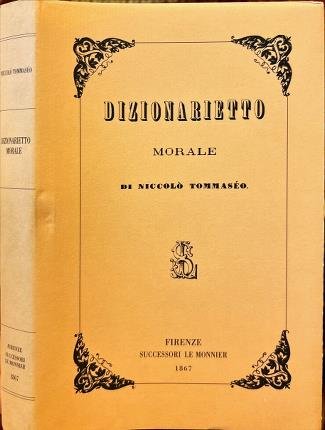 NICCOLÒ TOMMASÉO
DIZIONARIETTO
MORALE
FIRENZE
SUCCESSORI
LE MONNIER
1867
DIZIONARIETTO
MORALE
DI NICCOLÒ TOMMASÉO.
FIRENZE
SUCCESSORI LE MONNIER
1867